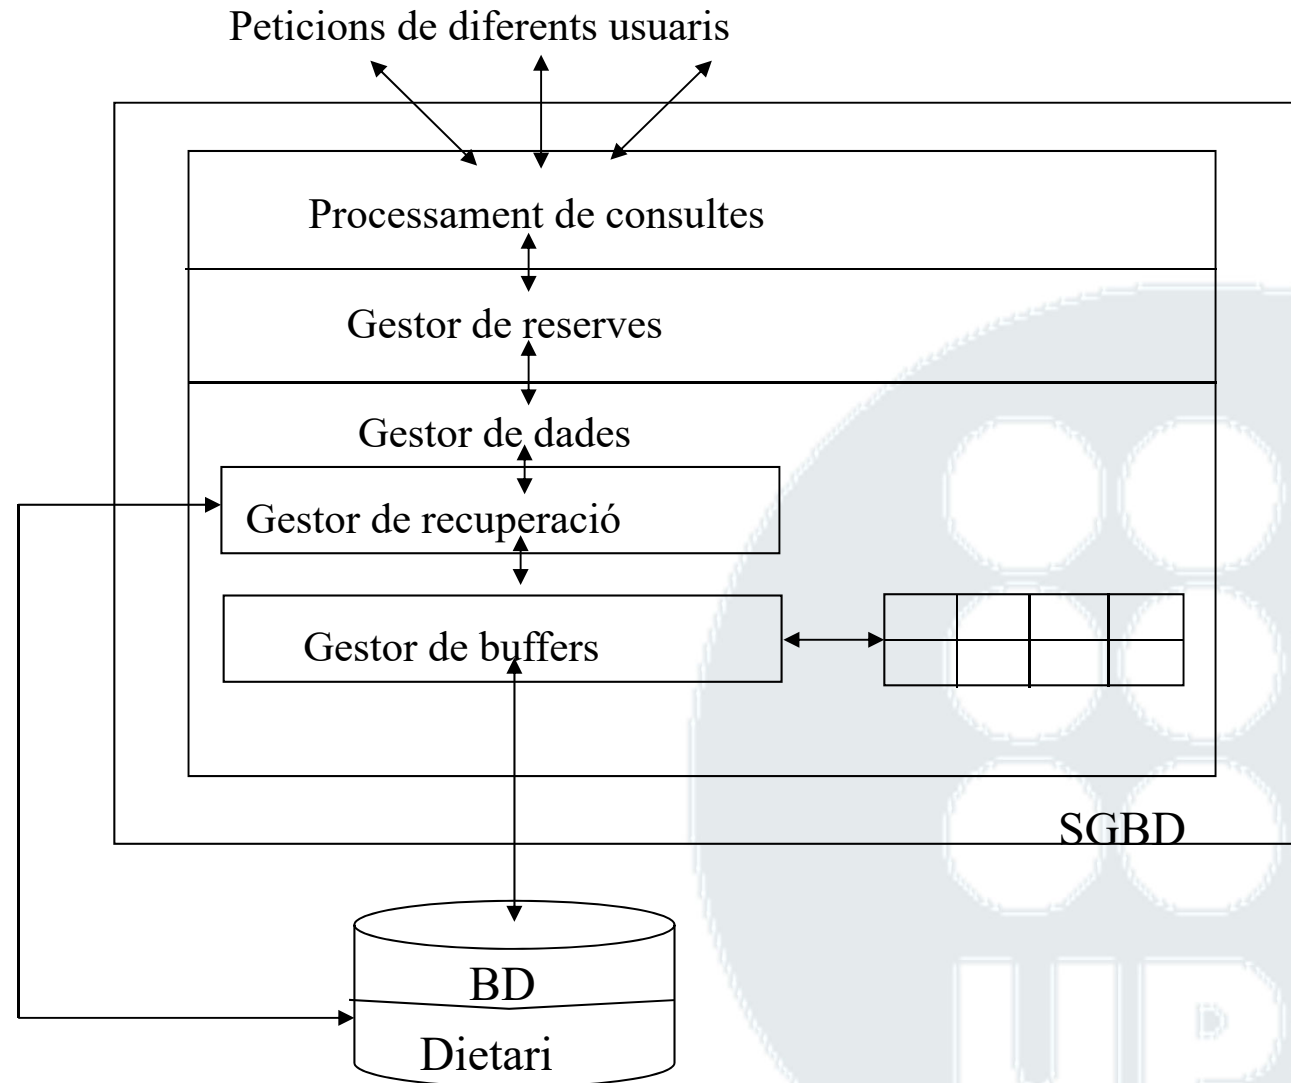 Peticions de diferents usuaris
Processament de consultes
Gestor de reserves
Gestor de dades
Gestor de recuperació
Gestor de buffers
SGBD
BD
Dietari
UP